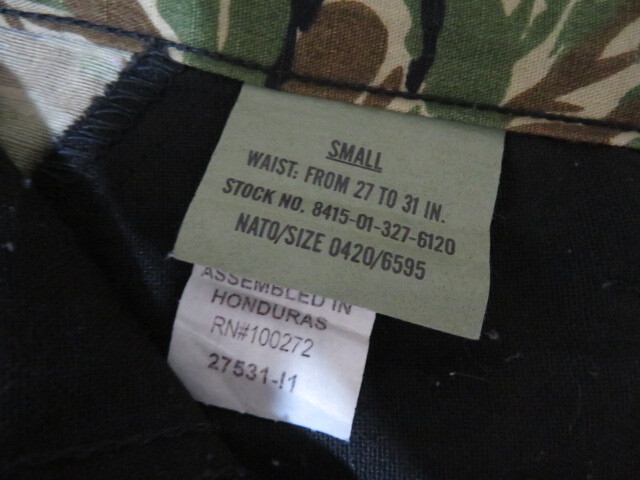 SMALL
WAIST: FROM 27 TO 31 IN.
STOCK NO. 8415-01-327-6120
NATO/SIZE 0420/6595
ASSEMBLED IN
HONDURAS
RN#100272
27531-!1